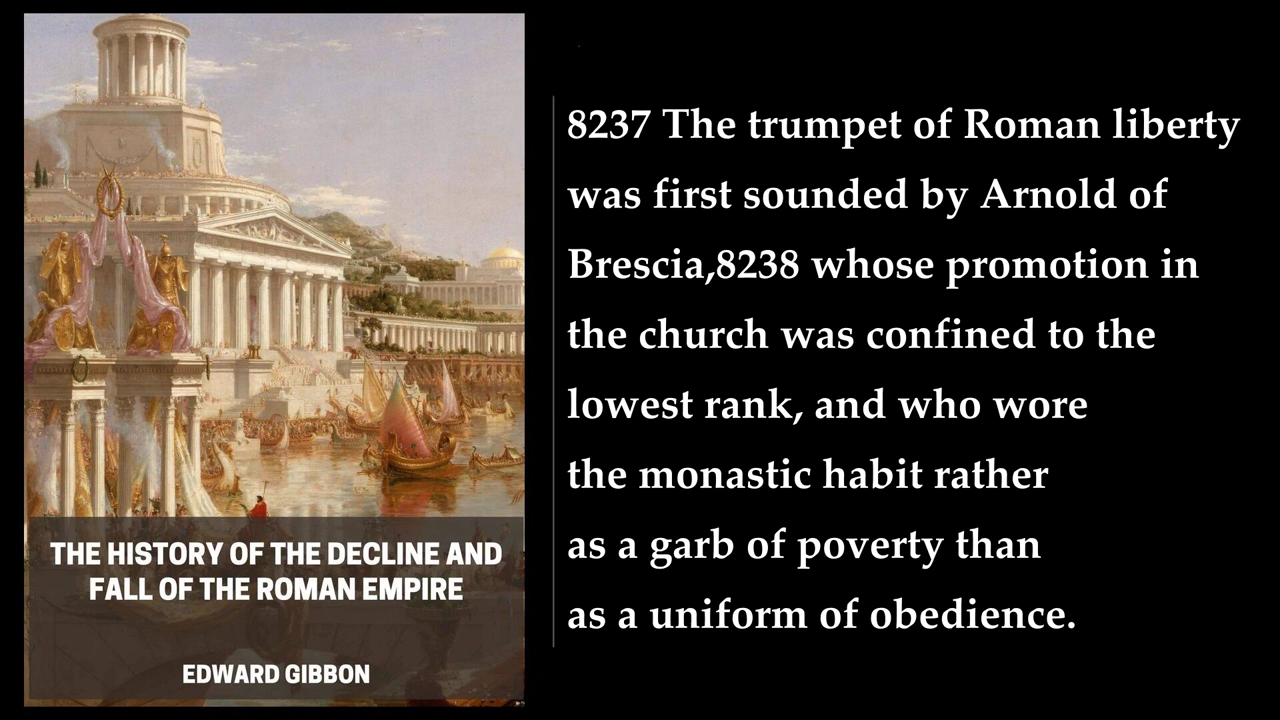 THE HISTORY OF THE DECLINE AND
FALL OF THE ROMAN EMPIRE
EDWARD GIBBON
8237 The trumpet of Roman liberty
was first sounded by Arnold of
Brescia,8238 whose promotion in
the church was confined to the
lowest rank, and who wore
the monastic habit rather
as a garb of poverty than
as a uniform of obedience.